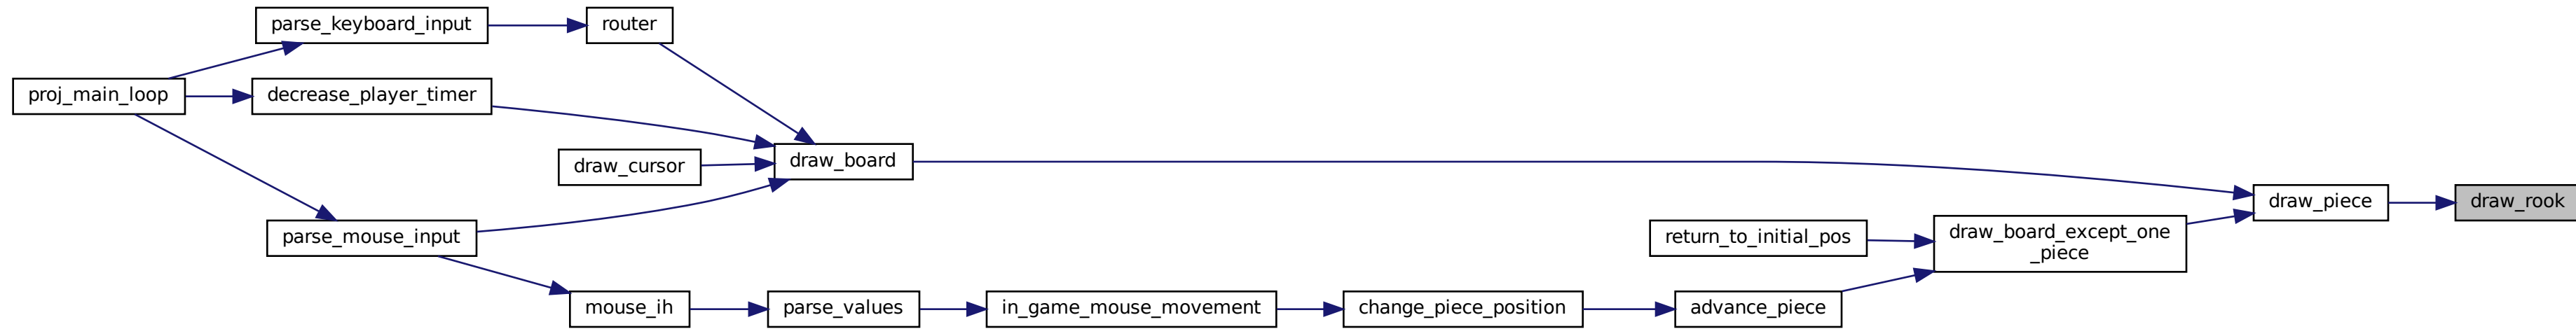 parse_keyboard_input
router
proj_main_loop
decrease_player_timer
draw_cursor
draw_board
parse_mouse_input
mouse_ih
parse_values
in_game_mouse_movement
change_piece_position
advance_piece
return_to_initial_pos
draw_board_except_one
_piece
draw_piece
draw_rook